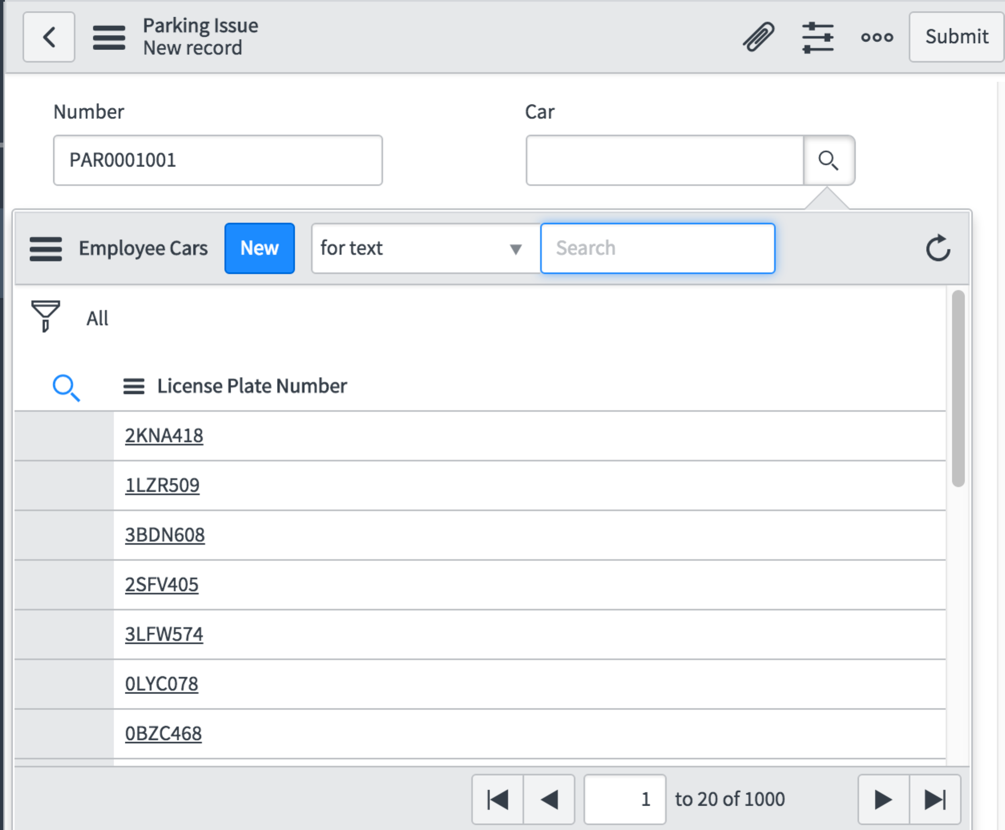 Parking Issue
New record
Submit
Number
Car
PAR0001001
Employee Cars New for text Search
All
License Plate Number
2KNA418
1LZR509
3BDN608
2SFV405
3LFW574
0LYC078
0BZC468
1 to 20 of 1000